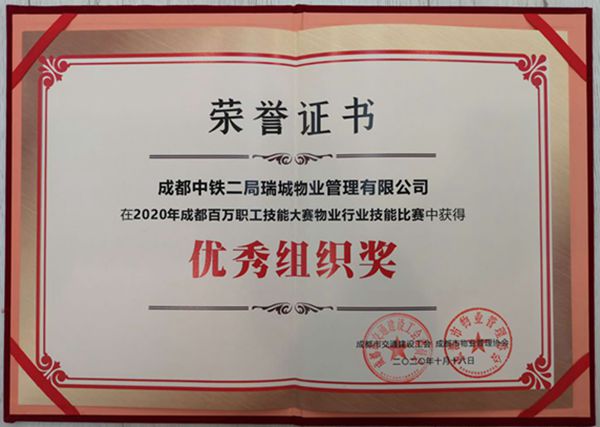 荣誉证书
成都中铁二局瑞城物业管理有限公司
在2020年成都百万职工技能大赛物业行业技能比赛中获得
优秀组织奖
成都市交通建设工会 成都市物业管理协会
二〇二〇年十月十八日